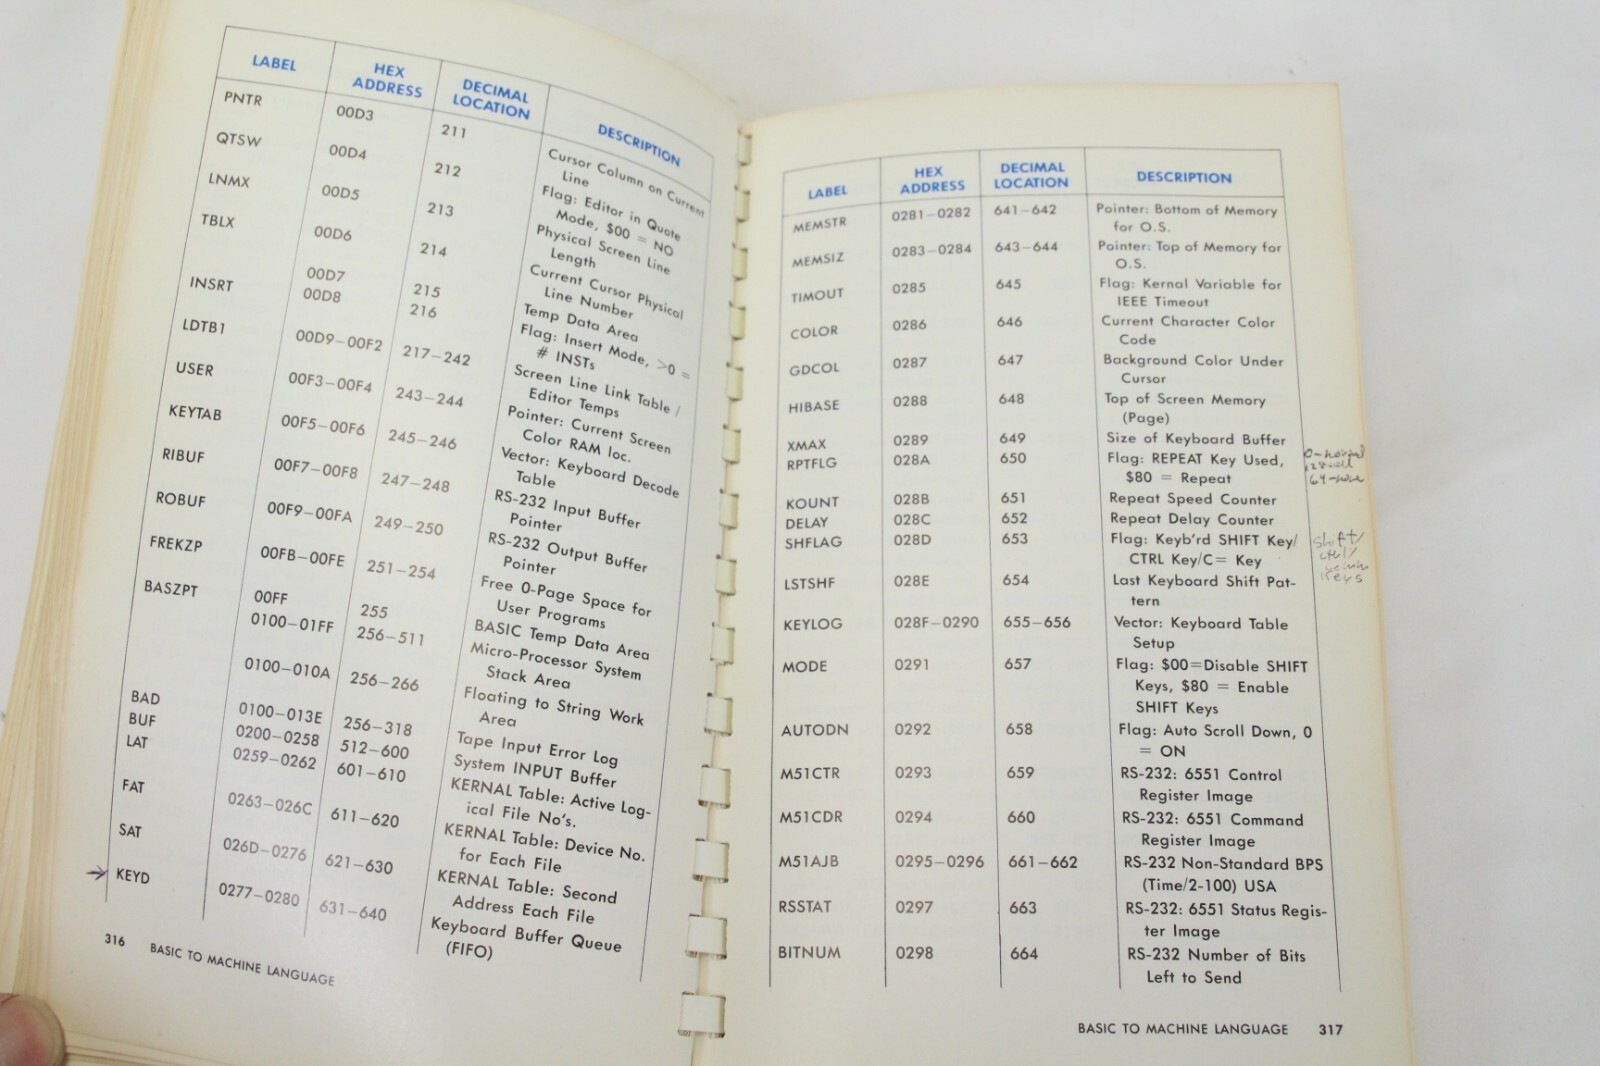 LABEL HEX ADDRESS DECIMAL LOCATION DESCRIPTION
PNTR 00D3 211 Cursor Column on Current
Line
QTSW 00D4 212 Flag: Editor in Quote
Mode, $00 = NO
LNMX 00D5 213 Physical Screen Line
Length
TBLX 00D6 214 Current Cursor Physical
Line Number
00D7 215 Temp Data Area
INSRT 00D8 216 Flag: Insert Mode, >0 =
# INSTs
LDTB1 00D9–00F2 217–242 Screen Line Link Table /
Editor Temps
USER 00F3–00F4 243–244 Pointer: Current Screen
Color RAM loc.
KEYTAB 00F5–00F6 245–246 Vector: Keyboard Decode
Table
RIBUF 00F7–00F8 247–248 RS-232 Input Buffer
Pointer
ROBUF 00F9–00FA 249–250 RS-232 Output Buffer
Pointer
FREKZP 00FB–00FE 251–254 Free 0-Page Space for
User Programs
BASZPT 00FF 255 BASIC Temp Data Area
0100–01FF 256–511 Micro-Processor System
Stack Area
0100–010A 256–266 Floating to String Work
Area
BAD 0100–013E 256–318 Tape Input Error Log
BUF 0200–0258 512–600 System INPUT Buffer
LAT 0259–0262 601–610 KERNAL Table: Active Log-
ical File No's.
FAT 0263–026C 611–620 KERNAL Table: Device No.
for Each File
SAT 026D–0276 621–630 KERNAL Table: Second
Address Each File
→ KEYD 0277–0280 631–640 Keyboard Buffer Queue
(FIFO)
316 BASIC TO MACHINE LANGUAGE
LABEL HEX ADDRESS DECIMAL LOCATION DESCRIPTION
MEMSTR 0281–0282 641–642 Pointer: Bottom of Memory
for O.S.
MEMSIZ 0283–0284 643–644 Pointer: Top of Memory for
O.S.
TIMOUT 0285 645 Flag: Kernal Variable for
IEEE Timeout
COLOR 0286 646 Current Character Color
Code
GDCOL 0287 647 Background Color Under
Cursor
HIBASE 0288 648 Top of Screen Memory
(Page)
XMAX 0289 649 Size of Keyboard Buffer
RPTFLG 028A 650 Flag: REPEAT Key Used,
$80 = Repeat
0-normal
64-none
KOUNT 028B 651 Repeat Speed Counter
DELAY 028C 652 Repeat Delay Counter
SHFLAG 028D 653 Flag: Keyb'rd SHIFT Key/
CTRL Key/C= Key
shift/
ctrl/
keys
LSTSHF 028E 654 Last Keyboard Shift Pat-
tern
KEYLOG 028F–0290 655–656 Vector: Keyboard Table
Setup
MODE 0291 657 Flag: $00=Disable SHIFT
Keys, $80 = Enable
SHIFT Keys
AUTODN 0292 658 Flag: Auto Scroll Down, 0
= ON
M51CTR 0293 659 RS-232: 6551 Control
Register Image
M51CDR 0294 660 RS-232: 6551 Command
Register Image
M51AJB 0295–0296 661–662 RS-232 Non-Standard BPS
(Time/2-100) USA
RSSTAT 0297 663 RS-232: 6551 Status Regis-
ter Image
BITNUM 0298 664 RS-232 Number of Bits
Left to Send
BASIC TO MACHINE LANGUAGE 317